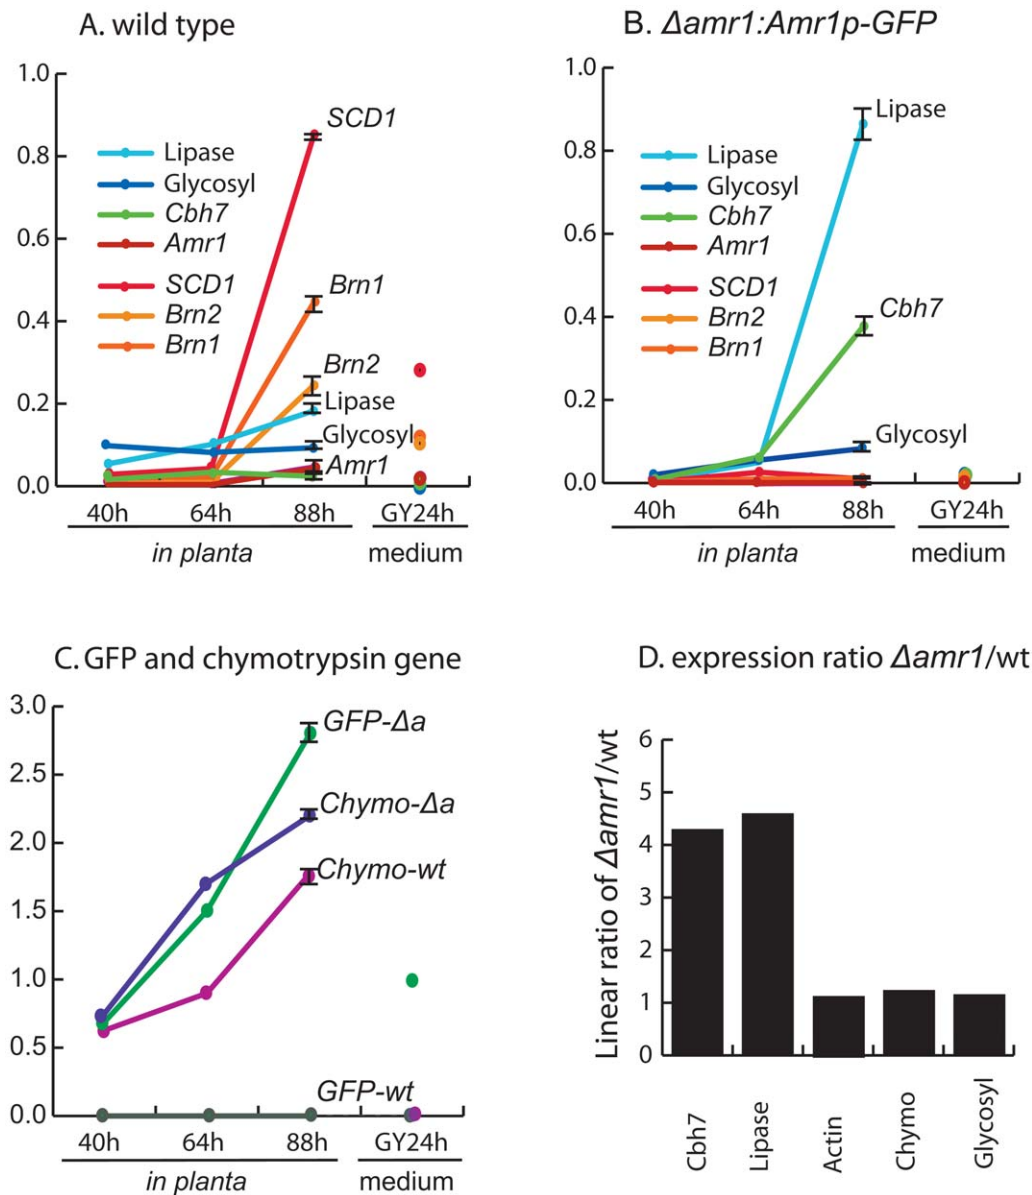 A. wild type
1.0
0.8
0.6
0.4
0.2
0.0
Lipase
Glycosyl
Cbh7
Amr1
SCD1
Brn2
Brn1
SCD1
Brn1
Brn2
Lipase
Glycosyl
Amr1
40h 64h 88h GY24h
in planta medium
B. Δamr1:Amr1p-GFP
1.0
0.8
0.6
0.4
0.2
0.0
Lipase
Glycosyl
Cbh7
Amr1
SCD1
Brn2
Brn1
Lipase
Cbh7
Glycosyl
40h 64h 88h GY24h
in planta medium
C. GFP and chymotrypsin gene
3.0
2.5
2.0
1.5
1.0
0.5
0.0
GFP-Δa
Chymo-Δa
Chymo-wt
GFP-wt
40h 64h 88h GY24h
in planta medium
D. expression ratio Δamr1/wt
Linear ratio of Δamr1/wt
6
5
4
3
2
1
0
Cbh7
Lipase
Actin
Chymo
Glycosyl